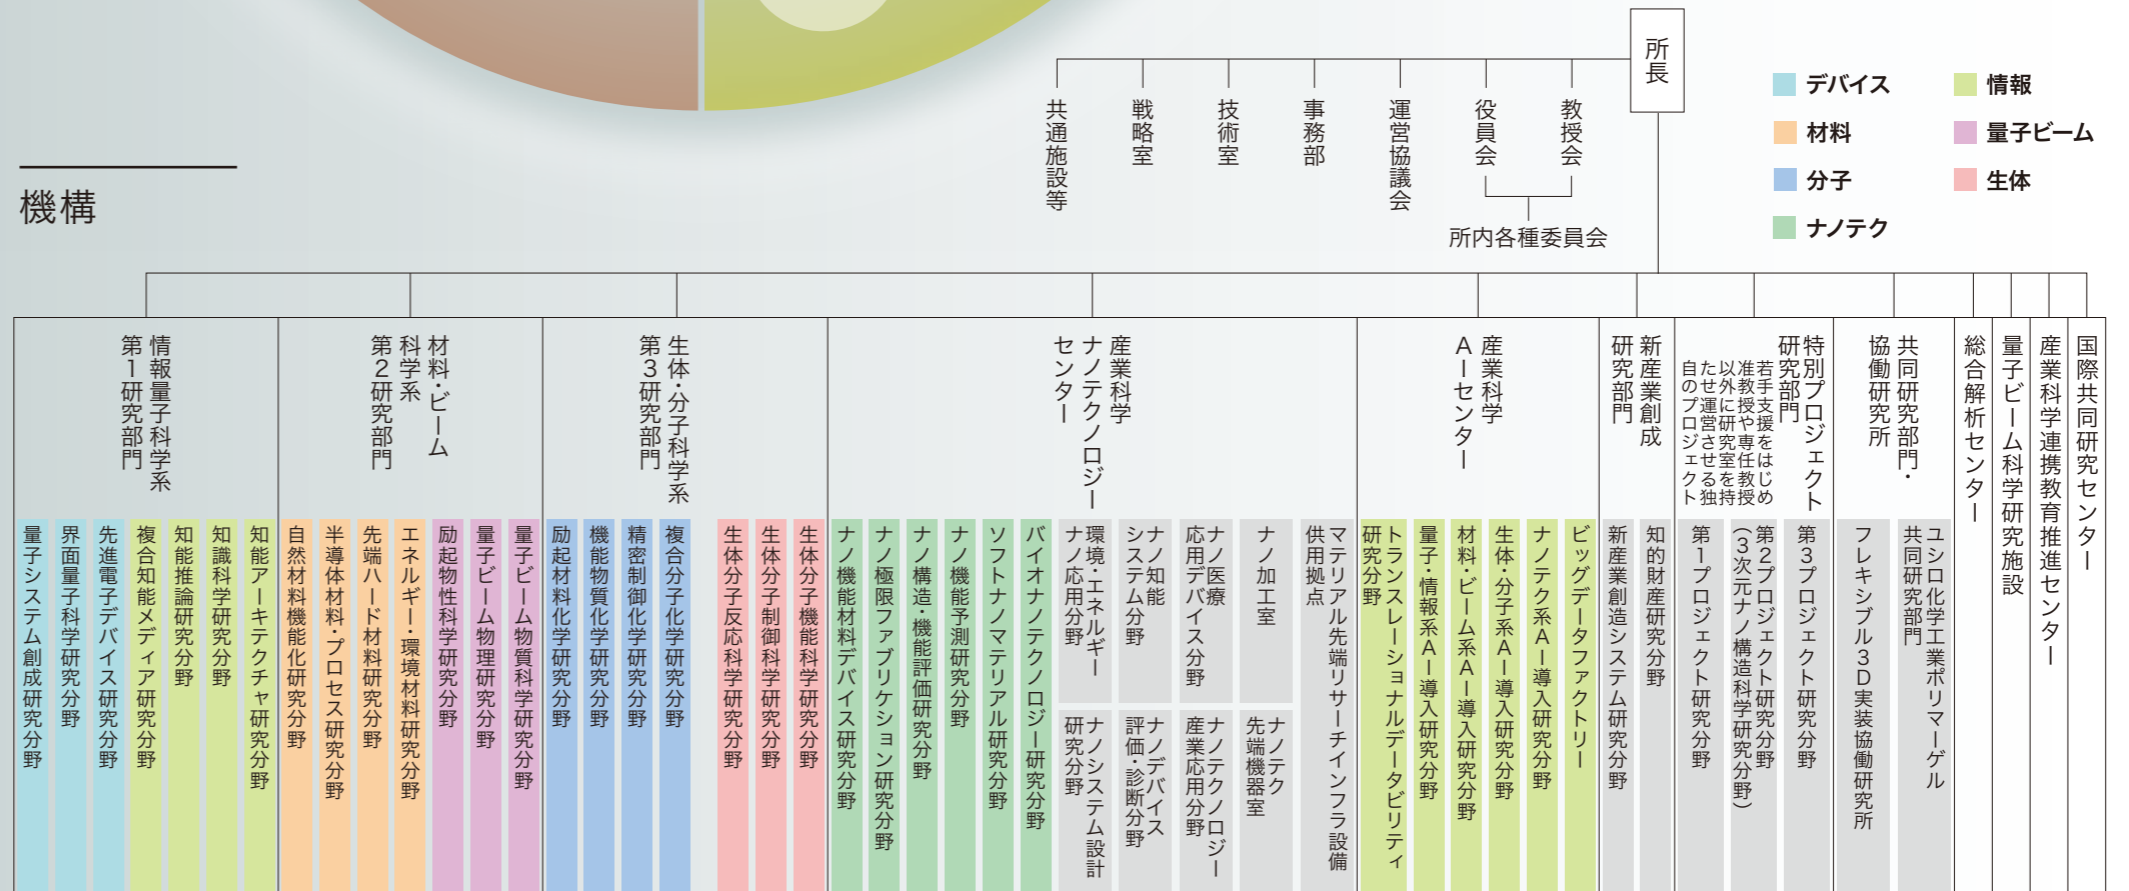 機構
所長
共通施設等
戦略室
技術室
事務部
運営協議会
役員会
教授会
所内各種委員会
デバイス
材料
分子
ナノテク
情報
量子ビーム
生体
情報量子科学系
第1研究部門
量子システム創成研究分野
界面量子科学研究分野
先進電子デバイス研究分野
複合知能メディア研究分野
知能推論研究分野
知識科学研究分野
知能アーキテクチャ研究分野
材料・ビーム
科学系
第2研究部門
自然材料機能化研究分野
半導体材料・プロセス研究分野
先端ハード材料研究分野
エネルギー・環境材料研究分野
励起物性科学研究分野
量子ビーム物理研究分野
量子ビーム物質科学研究分野
生体・分子科学系
第3研究部門
励起材料化学研究分野
機能物質化学研究分野
精密制御化学研究分野
複合分子化学研究分野
生体分子反応科学研究分野
生体分子制御科学研究分野
生体分子機能科学研究分野
産業科学
ナノテクノロジー
センター
ナノ機能材料デバイス研究分野
ナノ極限ファブリケション研究分野
ナノ構造・機能評価研究分野
ナノ機能予測研究分野
ソフトナノマテリアル研究分野
バイオナノテクノロジー研究分野
環境・エネルギー
ナノ応用分野
ナノ知能
システム分野
ナノ医療
応用デバイス分野
ナノ加工室
ナノシステム設計
研究分野
ナノデバイス
評価・診断分野
ナノテクノロジー
産業応用分野
ナノテク
先端機器室
マテリアル先端リサーチインフラ設備
供用拠点
産業科学
AIセンター
トランスレーショナルデータビリティ
研究分野
量子・情報系AI導入研究分野
材料・ビーム系AI導入研究分野
生体・分子系AI導入研究分野
ナノテク系AI導入研究分野
ビッグデータファクトリー
新産業創成
研究部門
新産業創造システム研究分野
知的財産研究分野
特別プロジェクト
研究部門
若手支援をはじめ
准教授や専任教授
以外に研究室を持
たせ運営させる独
自のプロジェクト
第1プロジェクト研究分野
第2プロジェクト研究分野
(3次元ナノ構造科学研究分野)
第3プロジェクト研究分野
共同研究部門・
協働研究所
フレキシブル3D実装協働研究所
ユシロ化学工業ポリマーゲル
共同研究部門
総合解析センター
量子ビーム科学研究施設
産業科学連携教育推進センター
国際共同研究センター